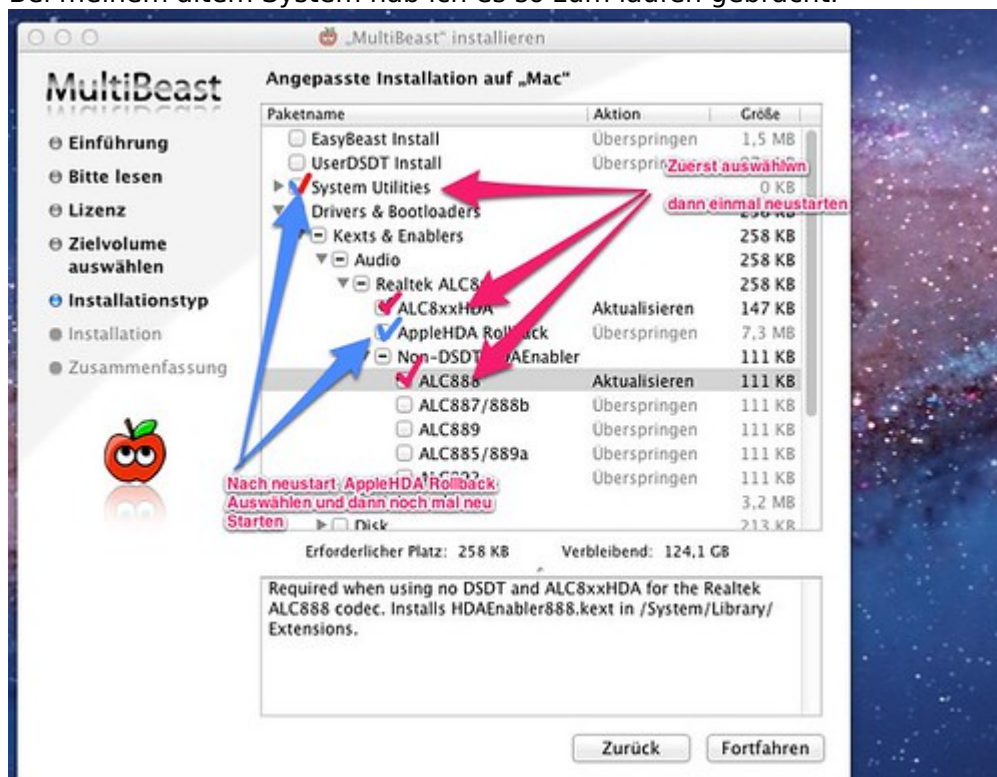 Bei meinem altem System hab ich es so zum laufen gebracht.
„MultiBeast“ installieren
MultiBeast
Angepasste Installation auf „Mac“
Einführung
Bitte lesen
Lizenz
Zielvolume
auswählen
Installationstyp
Installation
Zusammenfassung
Paketname Aktion Größe
EasyBeast Install Überspringen 1,5 MB
UserDSDT Install
System Utilities 0 KB
Drivers & Bootloaders 258 KB
Kexts & Enablers 258 KB
Audio 258 KB
Realtek 258 KB
ALC8xxHDA Aktualisieren 147 KB
AppleHDA Rollback Überspringen 7,3 MB
111 KB
ALC888 Aktualisieren 111 KB
ALC887/888b Überspringen 111 KB
ALC889 Überspringen 111 KB
ALC885/889a Überspringen 111 KB
Überspringen 111 KB
3,2 MB
Disk 213 KB
Zuerst auswählwn
dann einmal neustarten
Nach neustart AppleHDA Rollback
Auswählen und dann noch mal neu
Starten
Erforderlicher Platz: 258 KB Verbleibend: 124,1 GB
Required when using no DSDT and ALC8xxHDA for the Realtek
ALC888 codec. Installs HDAEnabler888.kext in /System/Library/
Extensions.
Zurück Fortfahren